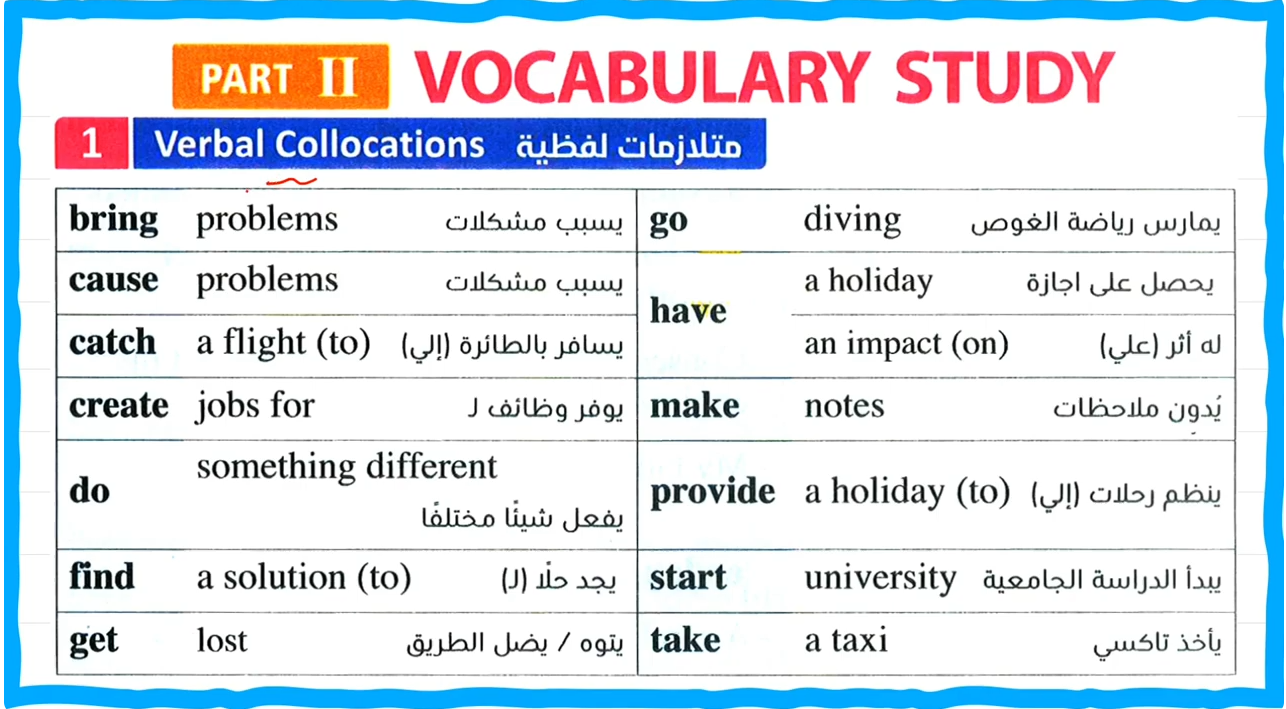 PART II VOCABULARY STUDY
1 Verbal Collocations متلازمات لفظية
bring problems يسبب مشكلات
cause problems يسبب مشكلات
catch a flight (to) يسافر بالطائرة (إلي)
create jobs for يوفر وظائف لـ
do something different
يفعل شيئًا مختلفًا
find a solution (to) يجد حلًا (لـ)
get lost يتوه / يضل الطريق
go diving يمارس رياضة الغوص
have a holiday يحصل على اجازة
an impact (on) له أثر (علي)
make notes يُدون ملاحظات
provide a holiday (to) ينظم رحلات (إلي)
start university يبدأ الدراسة الجامعية
take a taxi يأخذ تاكسي